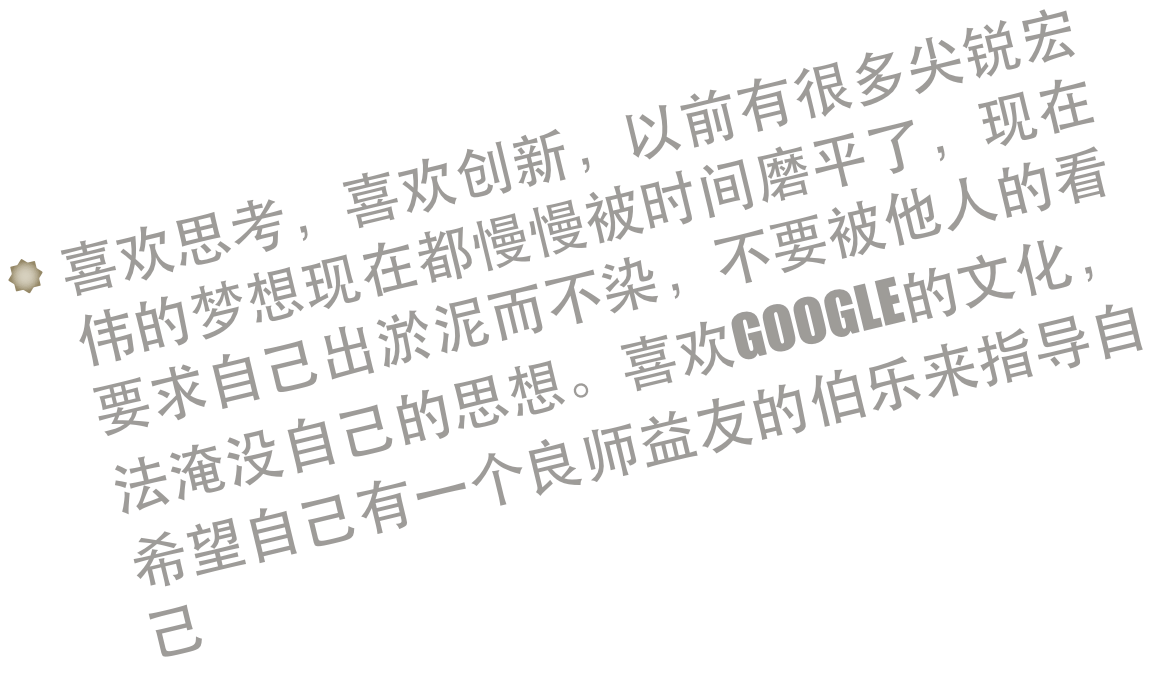 喜欢思考，喜欢创新，以前有很多尖锐宏
伟的梦想现在都慢慢被时间磨平了，现在
要求自己出淤泥而不染，不要被他人的看
法淹没自己的思想。喜欢GOOGLE的文化，
希望自己有一个良师益友的伯乐来指导自
己